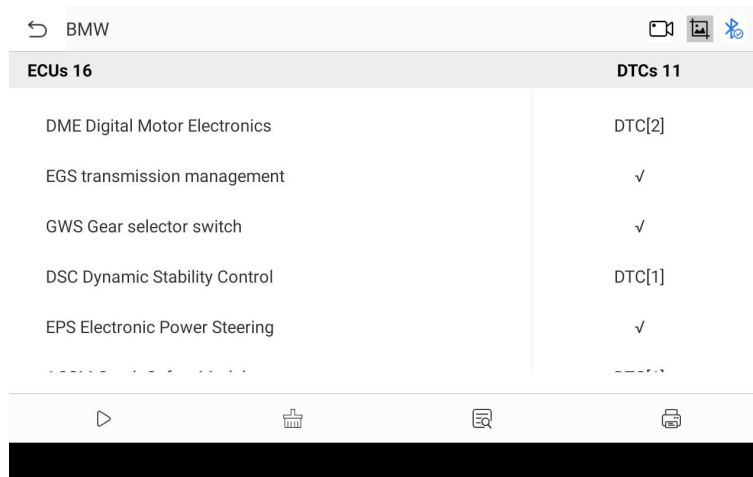 BMW
ECUs 16 DTCs 11
DME Digital Motor Electronics DTC[2]
EGS transmission management √
GWS Gear selector switch √
DSC Dynamic Stability Control DTC[1]
EPS Electronic Power Steering √